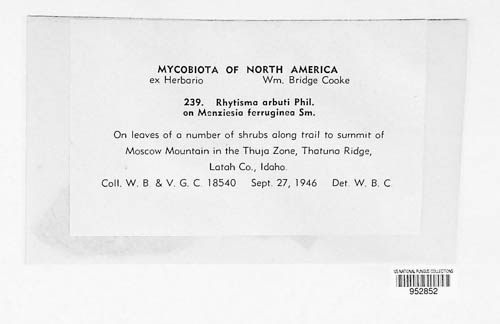 MYCOBIOTA OF NORTH AMERICA
ex Herbario Wm. Bridge Cooke
239. Rhytisma arbuti Phil.
on Menziesia ferruginea Sm.
On leaves of a number of shrubs along trail to summit of
Moscow Mountain in the Thuja Zone, Thatuna Ridge,
Latah Co., Idaho.
Coll. W. B. & V. G. C. 18540 Sept. 27, 1946 Det. W. B. C.
US NATIONAL FUNGUS COLLECTIONS
952852